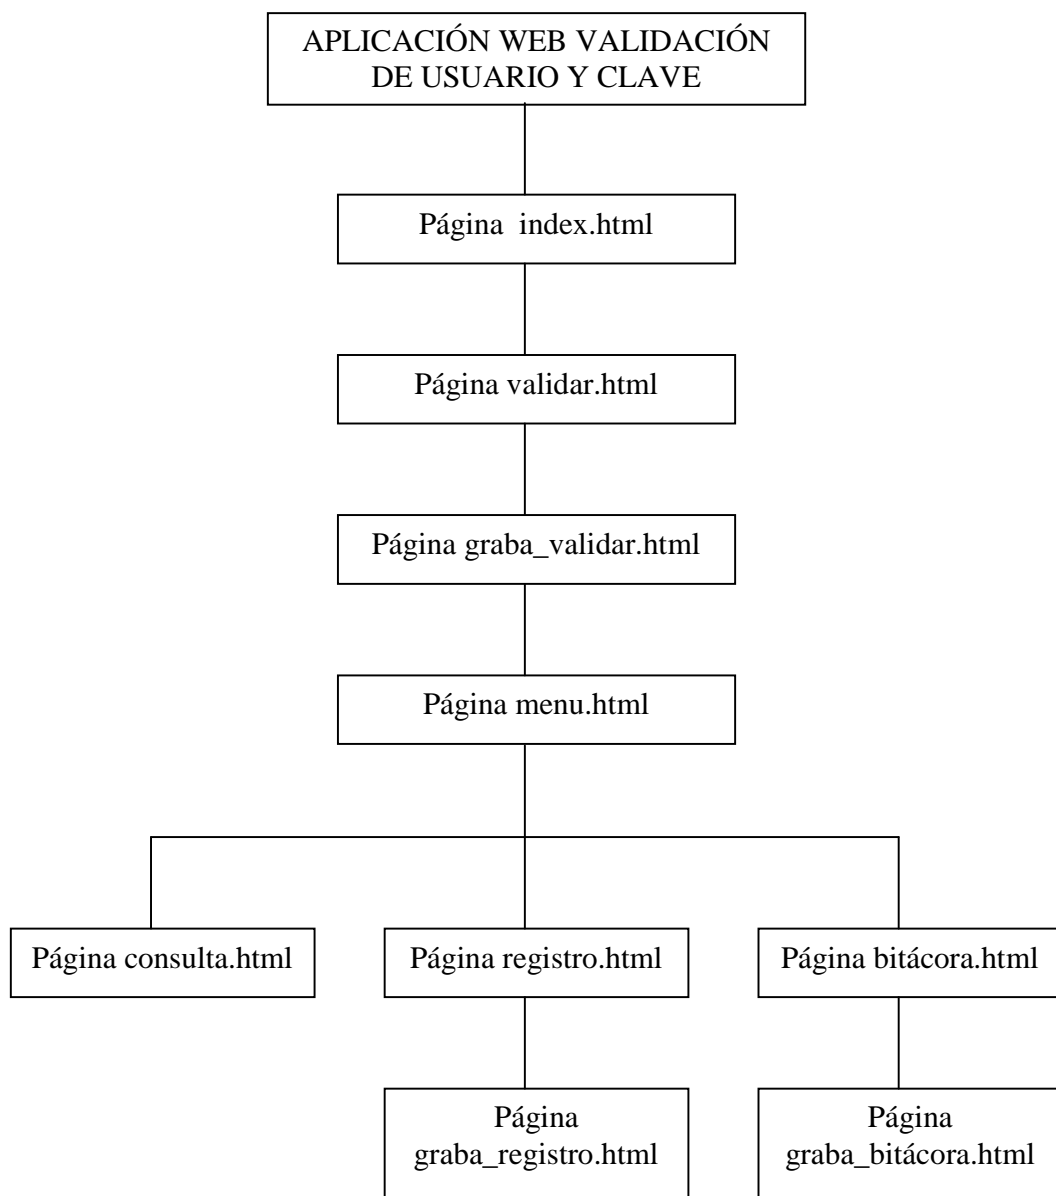 APLICACIÓN WEB VALIDACIÓN
DE USUARIO Y CLAVE
Página index.html
Página validar.html
Página graba_validar.html
Página menu.html
Página consulta.html
Página registro.html
Página bitácora.html
Página
graba_registro.html
Página
graba_bitácora.html